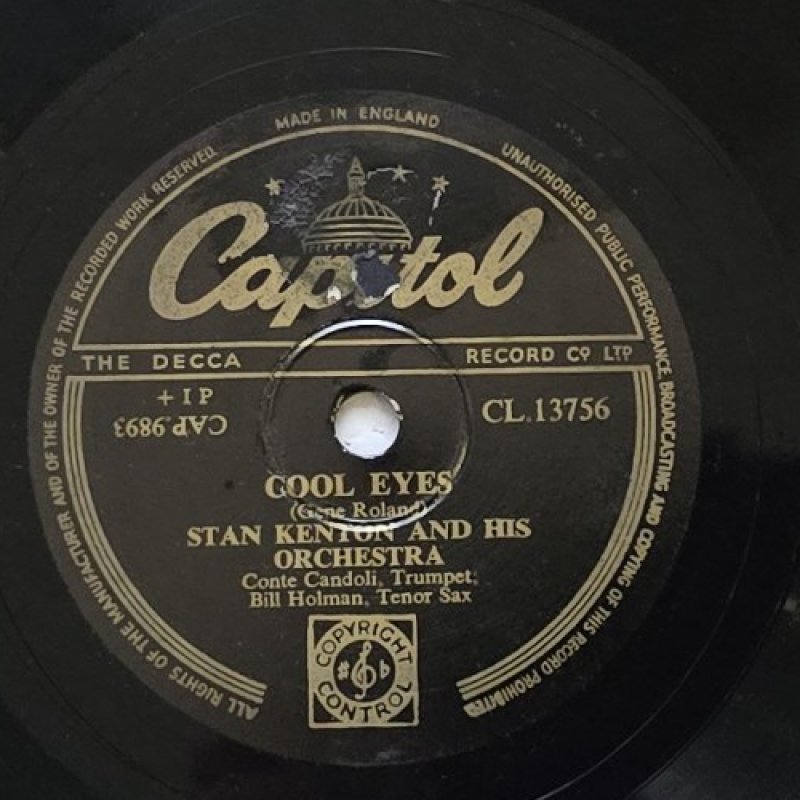 MADE IN ENGLAND
ALL RIGHTS OF THE MANUFACTURER AND OF THE OWNER OF THE RECORDED WORK RESERVED.
UNAUTHORISED PUBLIC PERFORMANCE BROADCASTING AND COPYING OF THIS RECORD PROHIBITED
Capitol
THE DECCA RECORD CO LTD
+ I P
CAP.9893
CL.13756
COOL EYES
(Gene Roland)
STAN KENTON AND HIS
ORCHESTRA
Conte Candoli, Trumpet;
Bill Holman, Tenor Sax
COPYRIGHT
CONTROL